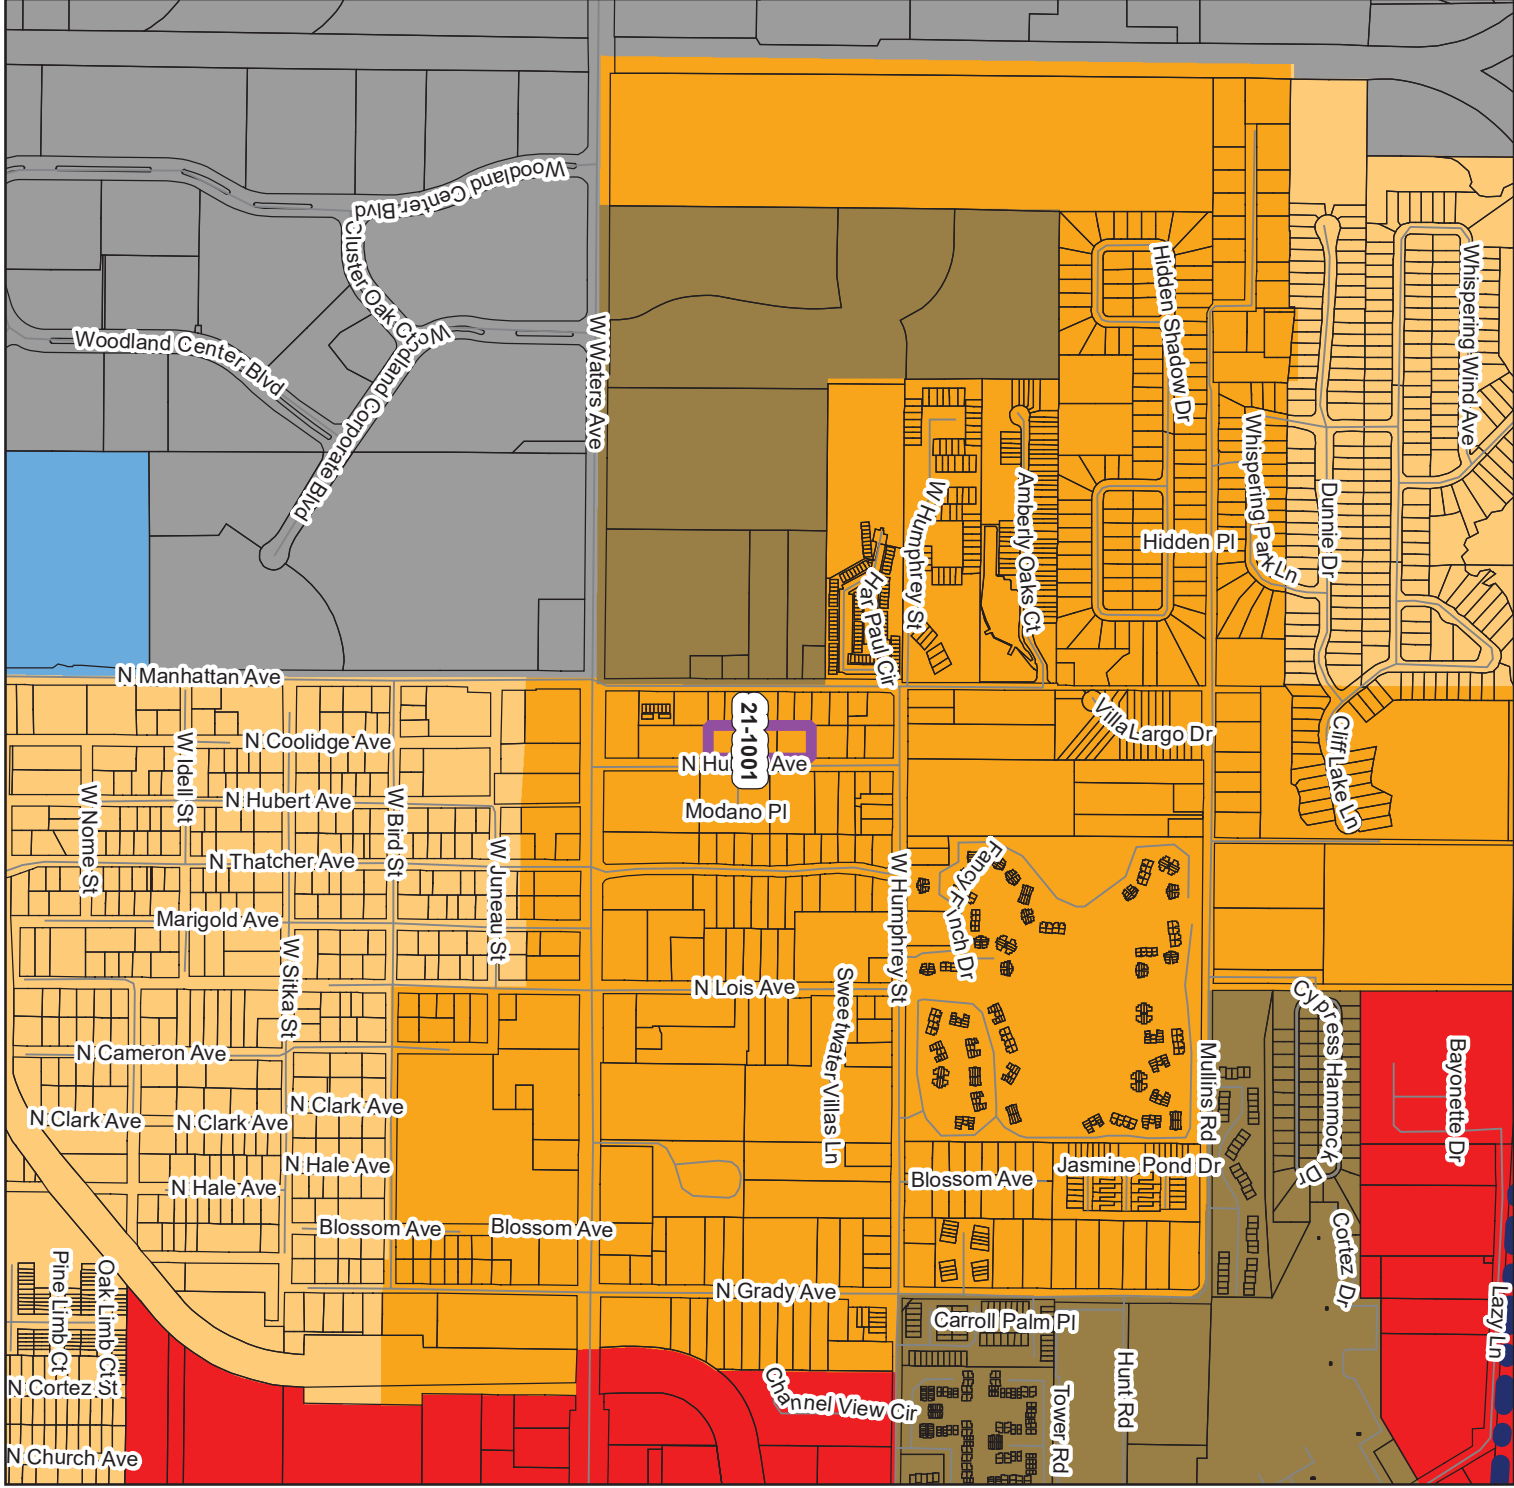 Woodland Center Blvd
Cluster Oak Ct
Woodland Center Blvd
Woodland Corporate Blvd
W Waters Ave
Hidden Shadow Dr
Whispering Wind Ave
Whispering Park Ln
Dunnie Dr
Hidden Pl
Amberly Oaks Ct
W Humphrey St
Har Paul Cir
N Manhattan Ave
21-1001
Villa Largo Dr
Cliff Lake Ln
N Coolidge Ave
W Idell St
N Hu
Ave
Modano Pl
N Hubert Ave
W Nome St
W Bird St
N Thatcher Ave
W Juneau St
Marigold Ave
W Sitka St
W Humphrey St
Fancy Finch Dr
N Lois Ave
Sweetwater Villas Ln
Cypress Hammock Dr
Bayonette Dr
Mullins Rd
N Cameron Ave
N Clark Ave
N Clark Ave
N Clark Ave
N Hale Ave
N Hale Ave
Blossom Ave
Jasmine Pond Dr
Blossom Ave
Blossom Ave
Cortez Dr
Pine Limb Ct
Oak Limb Ct
N Grady Ave
Carroll Palm Pl
Lazy Ln
Hunt Rd
Tower Rd
N Cortez St
Channel View Cir
N Church Ave